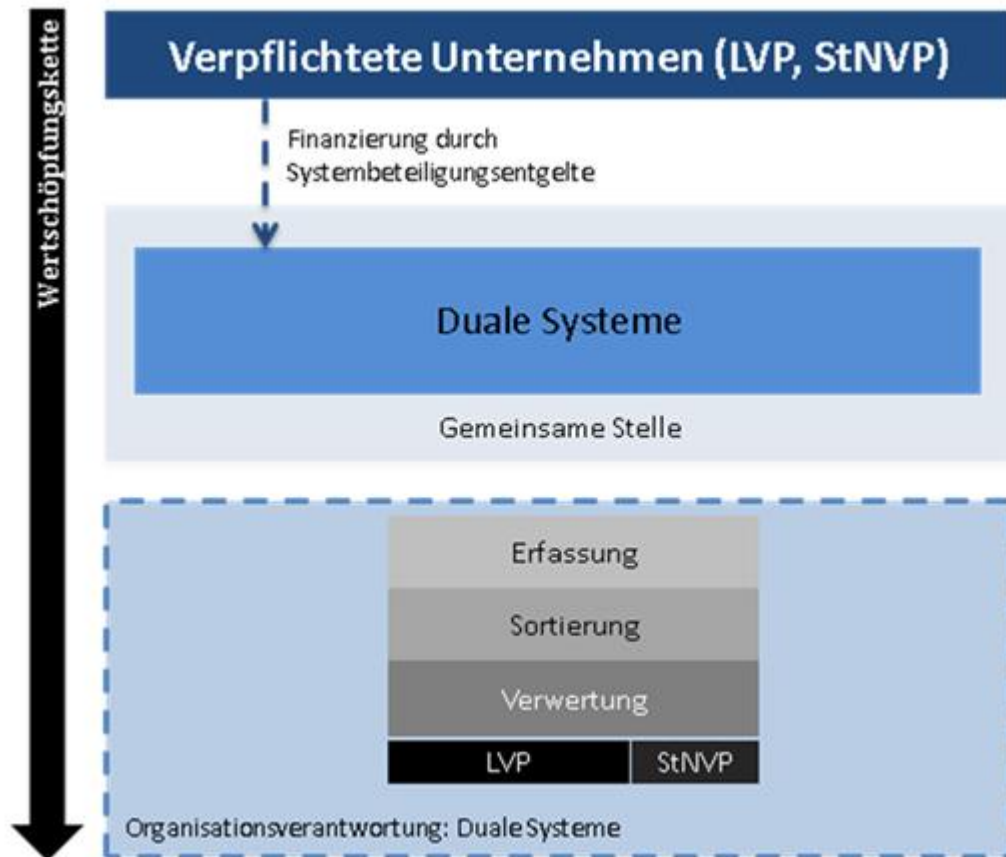 Wertschöpfungskette
Verpflichtete Unternehmen (LVP, StNVP)
Finanzierung durch
Systembeteiligungsentgelte
Duale Systeme
Gemeinsame Stelle
Erfassung
Sortierung
Verwertung
LVP
StNVP
Organisationsverantwortung: Duale Systeme